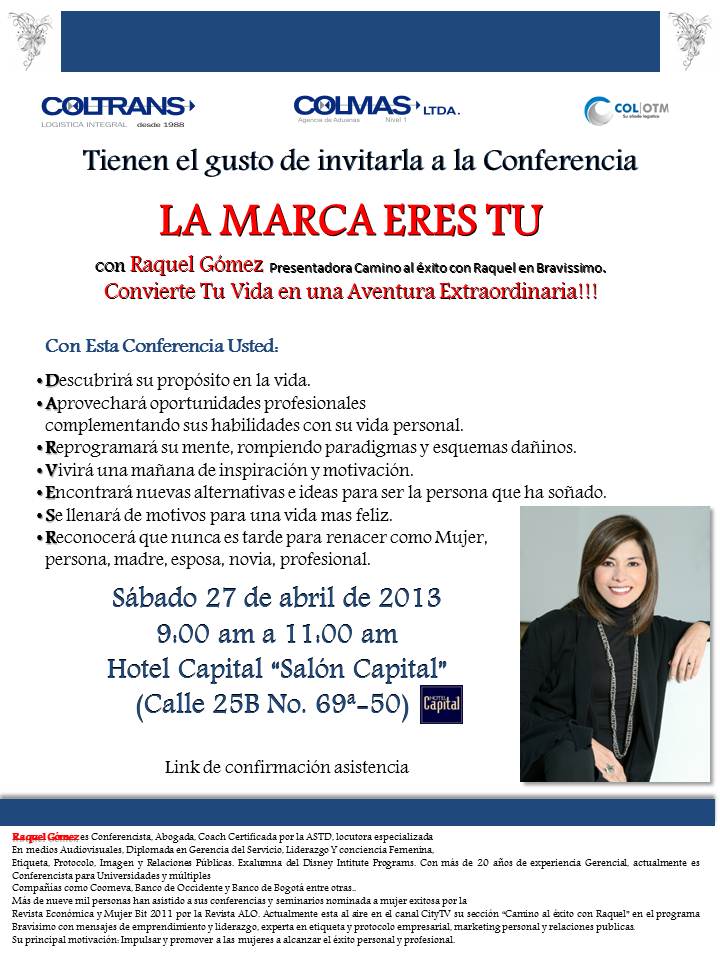 COLTRANS
LOGISTICA INTEGRAL desde 1988
COLMAS LTDA.
Agencia de Aduanas Nivel 1
COL|OTM
Su aliado logístico
Tienen el gusto de invitarla a la Conferencia
LA MARCA ERES TU
con Raquel Gómez Presentadora Camino al éxito con Raquel en Bravissimo.
Convierte Tu Vida en una Aventura Extraordinaria!!!
Con Esta Conferencia Usted:
•Descubrirá su propósito en la vida.
•Aprovechará oportunidades profesionales
complementando sus habilidades con su vida personal.
•Reprogramará su mente, rompiendo paradigmas y esquemas dañinos.
•Vivirá una mañana de inspiración y motivación.
•Encontrará nuevas alternativas e ideas para ser la persona que ha soñado.
•Se llenará de motivos para una vida mas feliz.
•Reconocerá que nunca es tarde para renacer como Mujer,
persona, madre, esposa, novia, profesional.
Sábado 27 de abril de 2013
9:00 am a 11:00 am
Hotel Capital “Salón Capital”
(Calle 25B No. 69ª-50)
HOTEL
Capital
Link de confirmación asistencia
Raquel Gómez es Conferencista, Abogada, Coach Certificada por la ASTD, locutora especializada
En medios Audiovisuales, Diplomada en Gerencia del Servicio, Liderazgo Y conciencia Femenina,
Etiqueta, Protocolo, Imagen y Relaciones Públicas. Exalumna del Disney Intitute Programs. Con más de 20 años de experiencia Gerencial, actualmente es
Conferencista para Universidades y múltiples
Compañías como Coomeva, Banco de Occidente y Banco de Bogotá entre otras..
Más de nueve mil personas han asistido a sus conferencias y seminarios nominada a mujer exitosa por la
Revista Económica y Mujer Bit 2011 por la Revista ALO. Actualmente esta al aire en el canal CityTV su sección “Camino al éxito con Raquel” en el programa
Bravisimo con mensajes de emprendimiento y liderazgo, experta en etiqueta y protocolo empresarial, marketing personal y relaciones publicas.
Su principal motivación: Impulsar y promover a las mujeres a alcanzar el éxito personal y profesional.